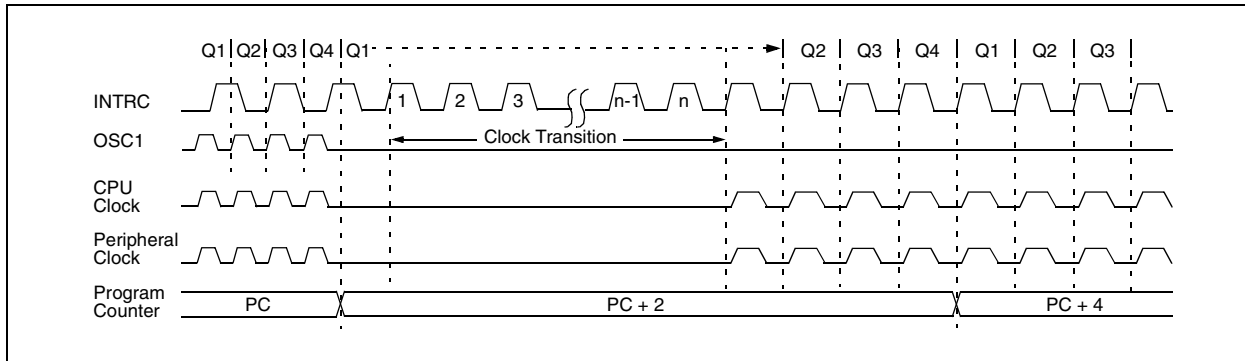 Q1 Q2 Q3 Q4 Q1 Q2 Q3 Q4 Q1 Q2 Q3
INTRC 1 2 3 n-1 n
OSC1 Clock Transition
CPU
Clock
Peripheral
Clock
Program
Counter PC PC + 2 PC + 4